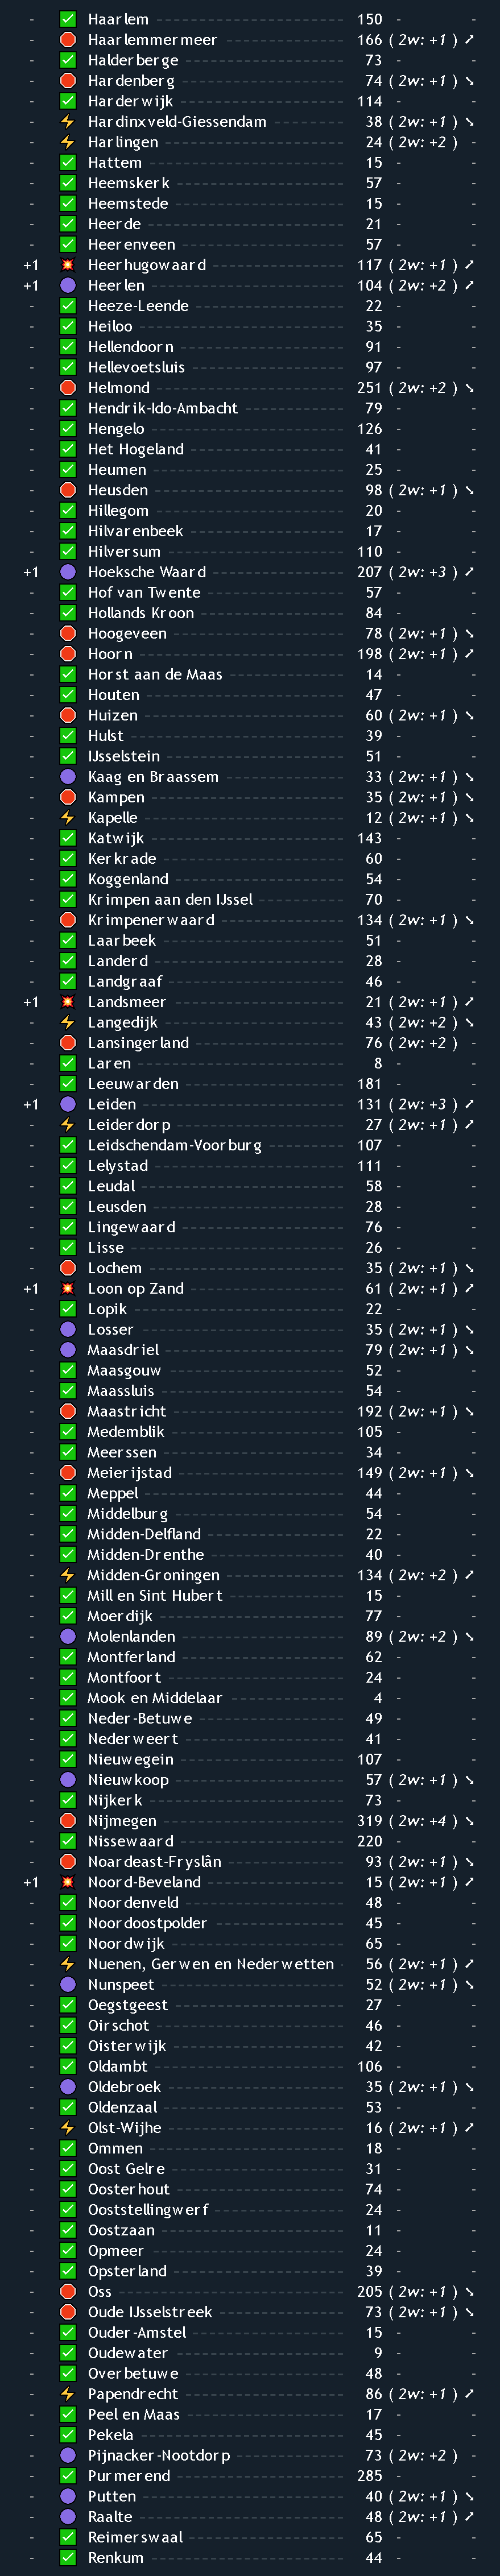 - ✅ Haarlem 150 - -
- 🛑 Haarlemmermeer 166 ( 2w: +1 ) ↗
- ✅ Halderberge 73 - -
- 🛑 Hardenberg 74 ( 2w: +1 ) ↘
- ✅ Harderwijk 114 - -
- ⚡ Hardinxveld-Giessendam 38 ( 2w: +1 ) ↘
- ⚡ Harlingen 24 ( 2w: +2 ) -
- ✅ Hattem 15 - -
- ✅ Heemskerk 57 - -
- ✅ Heemstede 15 - -
- ✅ Heerde 21 - -
- ✅ Heerenveen 57 - -
+1 💥 Heerhugowaard 117 ( 2w: +1 ) ↗
+1 🟣 Heerlen 104 ( 2w: +2 ) ↗
- ✅ Heeze-Leende 22 - -
- ✅ Heiloo 35 - -
- ✅ Hellendoorn 91 - -
- ✅ Hellevoetsluis 97 - -
- 🛑 Helmond 251 ( 2w: +2 ) ↘
- ✅ Hendrik-Ido-Ambacht 79 - -
- ✅ Hengelo 126 - -
- ✅ Het Hogeland 41 - -
- ✅ Heumen 25 - -
- 🛑 Heusden 98 ( 2w: +1 ) ↘
- ✅ Hillegom 20 - -
- ✅ Hilvarenbeek 17 - -
- ✅ Hilversum 110 - -
+1 🟣 Hoeksche Waard 207 ( 2w: +3 ) ↗
- ✅ Hof van Twente 57 - -
- ✅ Hollands Kroon 84 - -
- 🛑 Hoogeveen 78 ( 2w: +1 ) ↘
- 🛑 Hoorn 198 ( 2w: +1 ) ↗
- ✅ Horst aan de Maas 14 - -
- ✅ Houten 47 - -
- 🛑 Huizen 60 ( 2w: +1 ) ↘
- ✅ Hulst 39 - -
- ✅ IJsselstein 51 - -
- 🟣 Kaag en Braassem 33 ( 2w: +1 ) ↘
- 🛑 Kampen 35 ( 2w: +1 ) ↘
- ⚡ Kapelle 12 ( 2w: +1 ) ↘
- ✅ Katwijk 143 - -
- ✅ Kerkrade 60 - -
- ✅ Koggenland 54 - -
- ✅ Krimpen aan den IJssel 70 - -
- 🛑 Krimpenerwaard 134 ( 2w: +1 ) ↘
- ✅ Laarbeek 51 - -
- ✅ Landerd 28 - -
- ✅ Landgraaf 46 - -
+1 💥 Landsmeer 21 ( 2w: +1 ) ↗
- ⚡ Langedijk 43 ( 2w: +2 ) ↘
- 🛑 Lansingerland 76 ( 2w: +2 ) -
- ✅ Laren 8 - -
- ✅ Leeuwarden 181 - -
+1 🟣 Leiden 131 ( 2w: +3 ) ↗
- ⚡ Leiderdorp 27 ( 2w: +1 ) ↗
- ✅ Leidschendam-Voorburg 107 - -
- ✅ Lelystad 111 - -
- ✅ Leudal 58 - -
- ✅ Leusden 28 - -
- ✅ Lingewaard 76 - -
- ✅ Lisse 26 - -
- 🛑 Lochem 35 ( 2w: +1 ) ↘
+1 💥 Loon op Zand 61 ( 2w: +1 ) ↗
- ✅ Lopik 22 - -
- 🟣 Losser 35 ( 2w: +1 ) ↘
- 🟣 Maasdriel 79 ( 2w: +1 ) ↘
- ✅ Maasgouw 52 - -
- ✅ Maassluis 54 - -
- 🛑 Maastricht 192 ( 2w: +1 ) ↘
- ✅ Medemblik 105 - -
- ✅ Meerssen 34 - -
- 🛑 Meierijstad 149 ( 2w: +1 ) ↘
- ✅ Meppel 44 - -
- ✅ Middelburg 54 - -
- ✅ Midden-Delfland 22 - -
- ✅ Midden-Drenthe 40 - -
- ⚡ Midden-Groningen 134 ( 2w: +2 ) ↗
- ✅ Mill en Sint Hubert 15 - -
- ✅ Moerdijk 77 - -
- 🟣 Molenlanden 89 ( 2w: +2 ) ↘
- ✅ Montferland 62 - -
- ✅ Montfoort 24 - -
- ✅ Mook en Middelaar 4 - -
- ✅ Neder-Betuwe 49 - -
- ✅ Nederweert 41 - -
- ✅ Nieuwegein 107 - -
- 🟣 Nieuwkoop 57 ( 2w: +1 ) ↘
- ✅ Nijkerk 73 - -
- 🛑 Nijmegen 319 ( 2w: +4 ) ↘
- ✅ Nissewaard 220 - -
- 🛑 Noardeast-Fryslân 93 ( 2w: +1 ) ↘
+1 💥 Noord-Beveland 15 ( 2w: +1 ) ↗
- ✅ Noordenveld 48 - -
- ✅ Noordoostpolder 45 - -
- ✅ Noordwijk 65 - -
- ⚡ Nuenen, Gerwen en Nederwetten 56 ( 2w: +1 ) ↗
- 🟣 Nunspeet 52 ( 2w: +1 ) ↘
- ✅ Oegstgeest 27 - -
- ✅ Oirschot 46 - -
- ✅ Oisterwijk 42 - -
- ✅ Oldambt 106 - -
- 🟣 Oldebroek 35 ( 2w: +1 ) ↘
- ✅ Oldenzaal 53 - -
- ⚡ Olst-Wijhe 16 ( 2w: +1 ) ↗
- ✅ Ommen 18 - -
- ✅ Oost Gelre 31 - -
- ✅ Oosterhout 74 - -
- ✅ Ooststellingwerf 24 - -
- ✅ Oostzaan 11 - -
- ✅ Opmeer 24 - -
- ✅ Opsterland 39 - -
- 🛑 Oss 205 ( 2w: +1 ) ↘
- 🛑 Oude IJsselstreek 73 ( 2w: +1 ) ↘
- ✅ Ouder-Amstel 15 - -
- ✅ Oudewater 9 - -
- ✅ Overbetuwe 48 - -
- ⚡ Papendrecht 86 ( 2w: +1 ) ↗
- ✅ Peel en Maas 17 - -
- ✅ Pekela 45 - -
- 🟣 Pijnacker-Nootdorp 73 ( 2w: +2 ) -
- ✅ Purmerend 285 - -
- 🟣 Putten 40 ( 2w: +1 ) ↘
- 🟣 Raalte 48 ( 2w: +1 ) ↗
- ✅ Reimerswaal 65 - -
- ✅ Renkum 44 - -